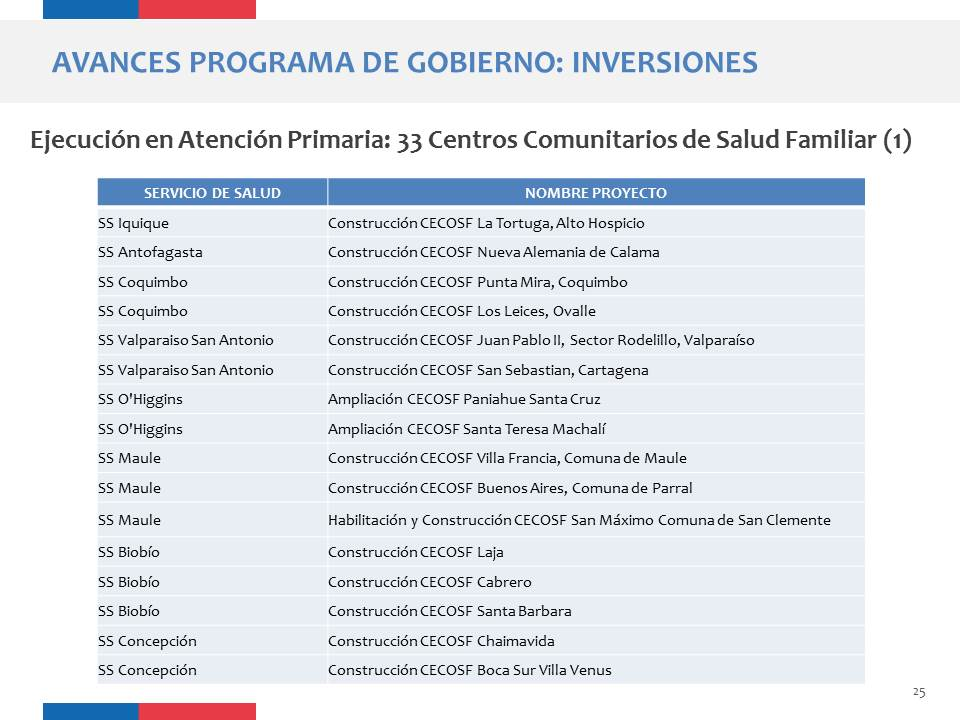 AVANCES PROGRAMA DE GOBIERNO: INVERSIONES
Ejecución en Atención Primaria: 33 Centros Comunitarios de Salud Familiar (1)
SERVICIO DE SALUD NOMBRE PROYECTO
SS Iquique Construcción CECOSF La Tortuga, Alto Hospicio
SS Antofagasta Construcción CECOSF Nueva Alemania de Calama
SS Coquimbo Construcción CECOSF Punta Mira, Coquimbo
SS Coquimbo Construcción CECOSF Los Leices, Ovalle
SS Valparaiso San Antonio Construcción CECOSF Juan Pablo II, Sector Rodelillo, Valparaíso
SS Valparaiso San Antonio Construcción CECOSF San Sebastian, Cartagena
SS O'Higgins Ampliación CECOSF Paniahue Santa Cruz
SS O'Higgins Ampliación CECOSF Santa Teresa Machalí
SS Maule Construcción CECOSF Villa Francia, Comuna de Maule
SS Maule Construcción CECOSF Buenos Aires, Comuna de Parral
SS Maule Habilitación y Construcción CECOSF San Máximo Comuna de San Clemente
SS Biobío Construcción CECOSF Laja
SS Biobío Construcción CECOSF Cabrero
SS Biobío Construcción CECOSF Santa Barbara
SS Concepción Construcción CECOSF Chaimavida
SS Concepción Construcción CECOSF Boca Sur Villa Venus
25